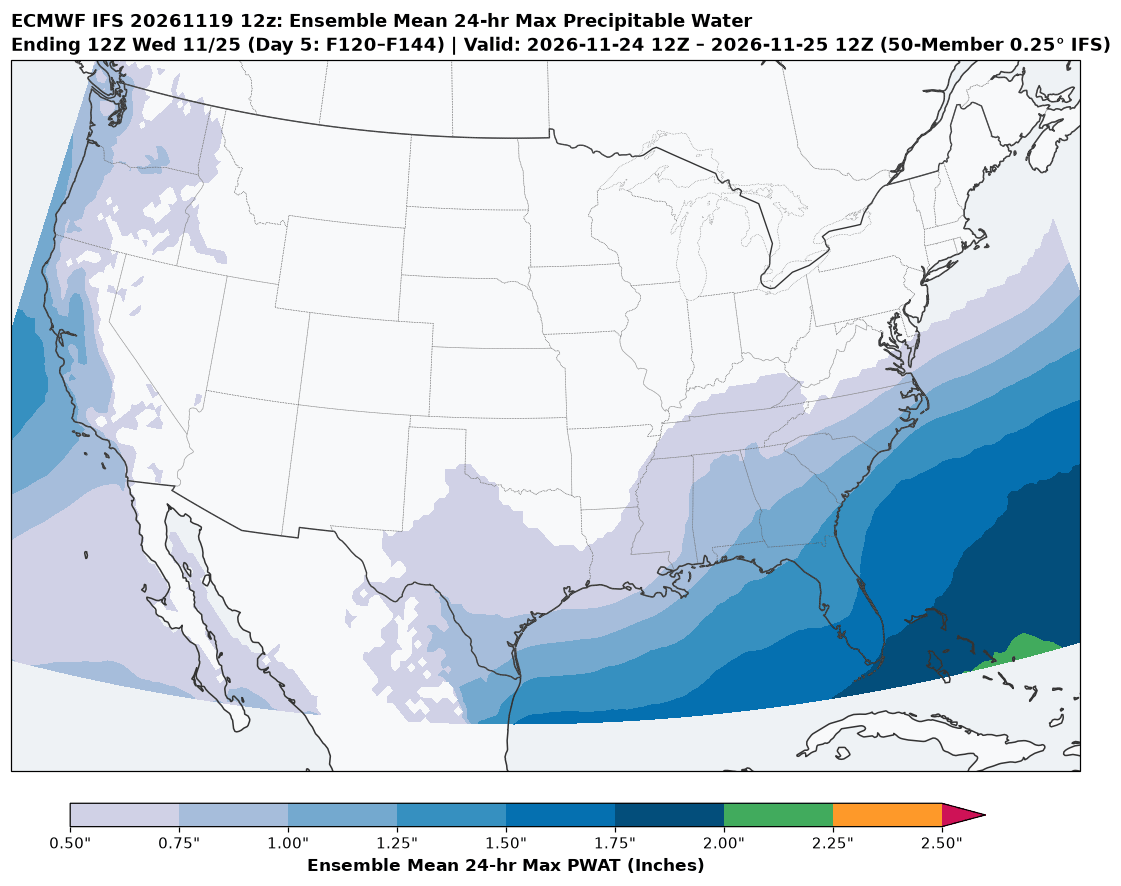 ECMWF IFS 20261119 12z: Ensemble Mean 24-hr Max Precipitable Water
Ending 12Z Wed 11/25 (Day 5: F120–F144) | Valid: 2026-11-24 12Z – 2026-11-25 12Z (50-Member 0.25° IFS)
0.50" 0.75" 1.00" 1.25" 1.50" 1.75" 2.00" 2.25" 2.50"
Ensemble Mean 24-hr Max PWAT (Inches)